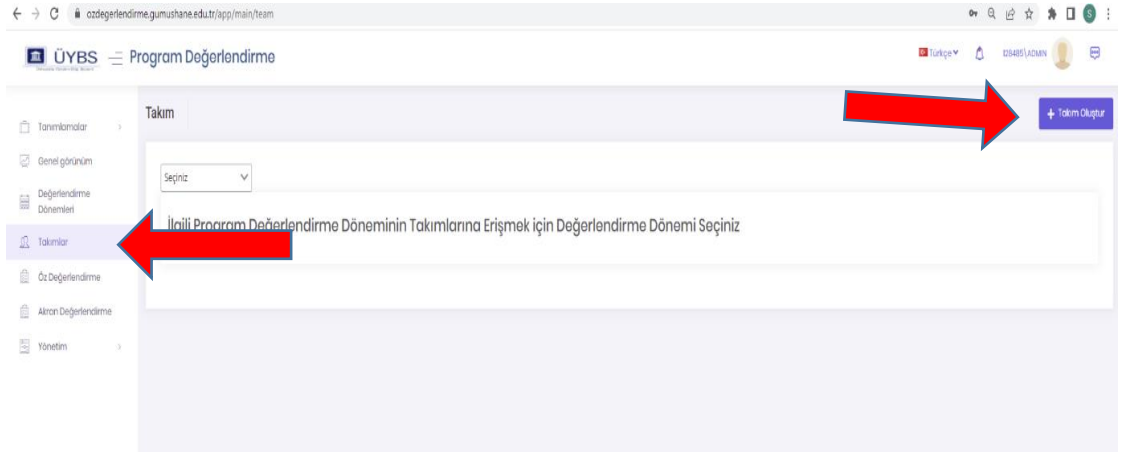 ozdegerlendirme.gumushane.edu.tr/app/main/team
S
ÜYBS
Program Değerlendirme
Türkçe
128485\ADMIN
Takım
+ Takım Oluştur
Tanımlamalar
Genel görünüm
Değerlendirme
Dönemleri
Takımlar
Öz Değerlendirme
Akran Değerlendirme
Yönetim
Seçiniz
İlgili Program Değerlendirme Döneminin Takımlarına Erişmek için Değerlendirme Dönemi Seçiniz